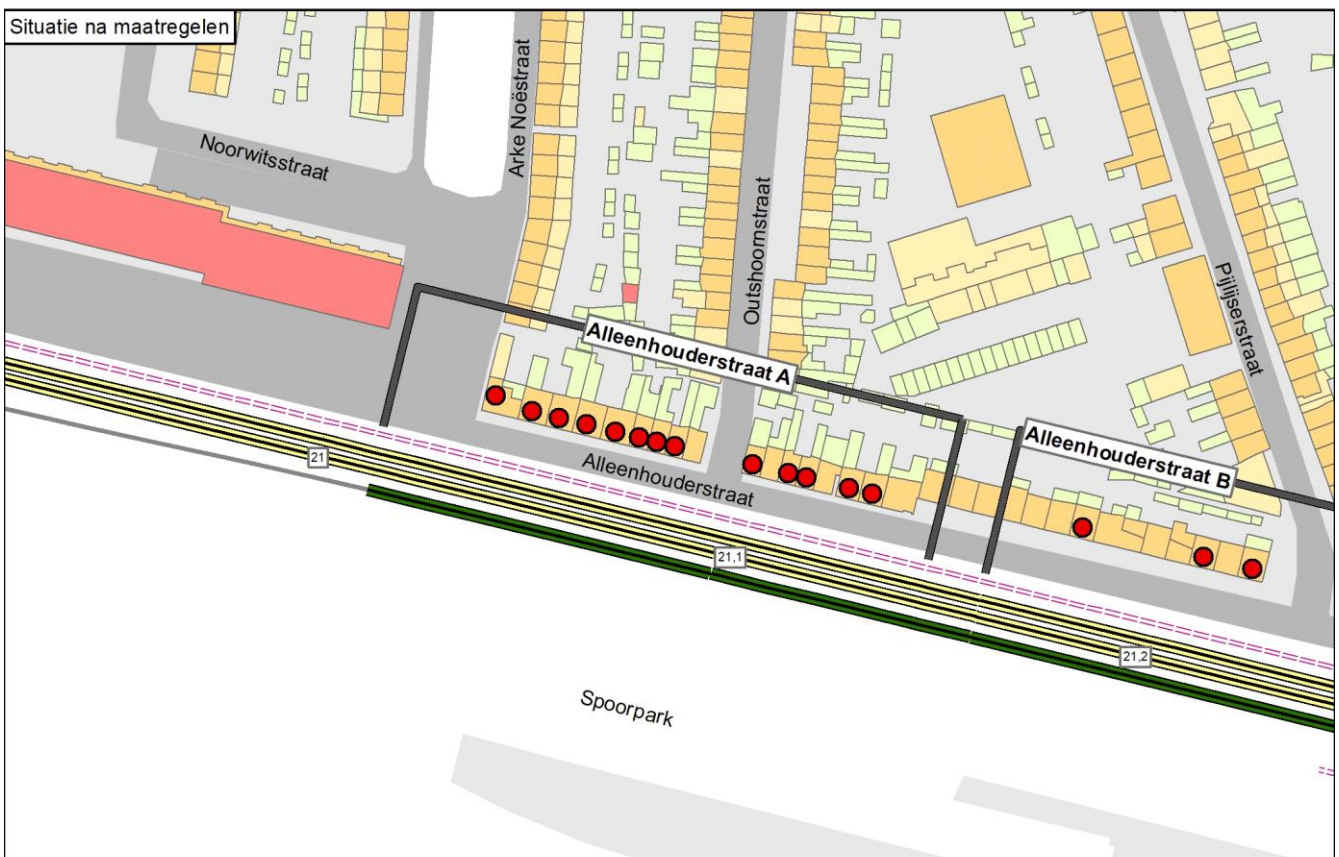 Situatie na maatregelen
Arke Noëstraat
Noorwitsstraat
Outshoornstraat
Pijlijserstraat
Alleenhouderstraat A
Alleenhouderstraat B
21
Alleenhouderstraat
21,1
21,2
Spoorpark